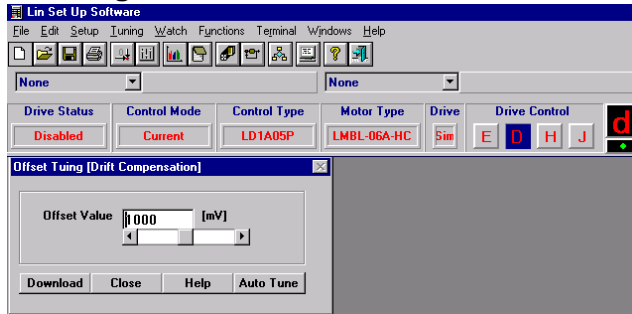 Lin Set Up Software
File Edit Setup Tuning Watch Functions Terminal Windows Help
None None
Drive Status Control Mode Control Type Motor Type Drive Drive Control
Disabled Current LD1A05P LMBL-06A-HC Sim E D H J d
Offset Tuing [Drift Compensation]
Offset Value 1000 [mV]
Download Close Help Auto Tune